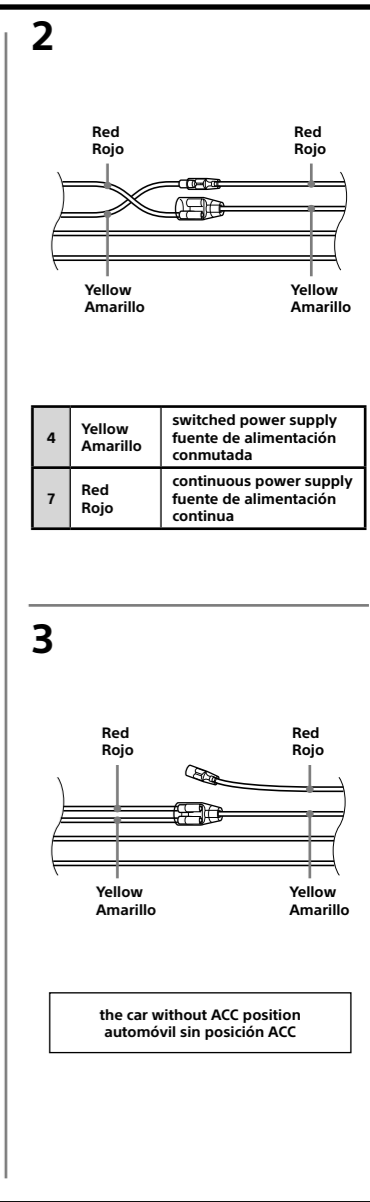 2
Red
Rojo
Red
Rojo
Yellow
Amarillo
Yellow
Amarillo
4
Yellow
Amarillo
switched power supply
fuente de alimentación
conmutada
7
Red
Rojo
continuous power supply
fuente de alimentación
continua
3
Red
Rojo
Red
Rojo
Yellow
Amarillo
Yellow
Amarillo
the car without ACC position
automóvil sin posición ACC